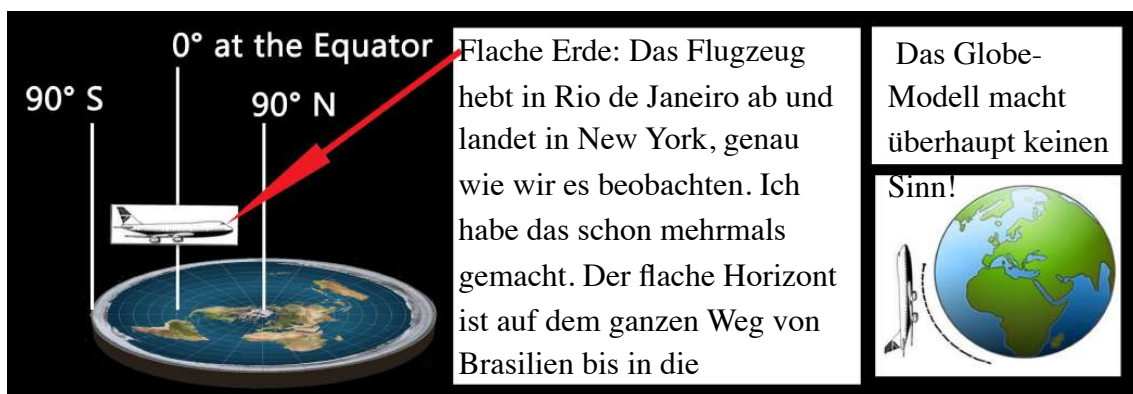 0° at the Equator
90° S
90° N
Flache Erde: Das Flugzeug
hebt in Rio de Janeiro ab und
landet in New York, genau
wie wir es beobachten. Ich
habe das schon mehrmals
gemacht. Der flache Horizont
ist auf dem ganzen Weg von
Brasilien bis in die
Das Globe-
Modell macht
überhaupt keinen
Sinn!